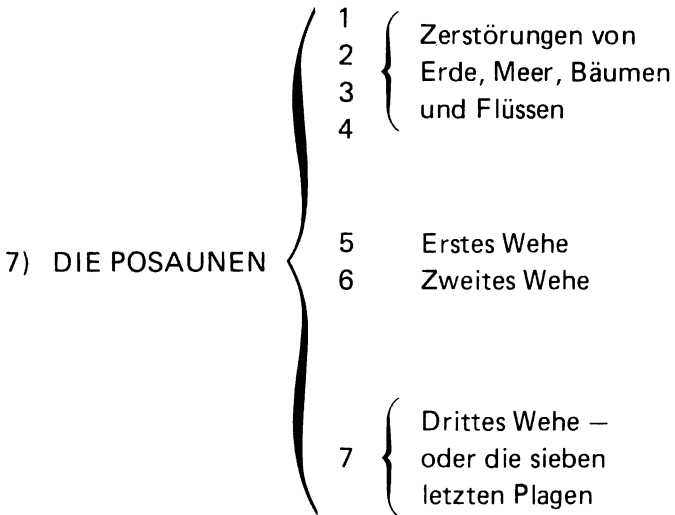 1
2
3
4
Zerstörungen von
Erde, Meer, Bäumen
und Flüssen
7) DIE POSAUNEN
5 Erstes Wehe
6 Zweites Wehe
7
Drittes Wehe –
oder die sieben
letzten Plagen